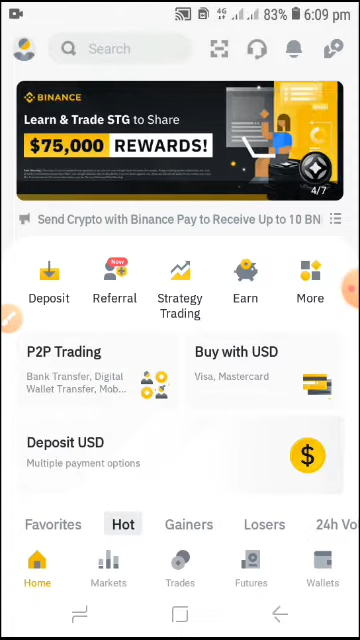 4G 83% 6:09 pm
Search
BINANCE
Learn & Trade STG to Share
$75,000 REWARDS!
4/7
Send Crypto with Binance Pay to Receive Up to 10 BN
New
Deposit Referral Strategy Trading Earn More
P2P Trading
Bank Transfer, Digital
Wallet Transfer, Mob...
Buy with USD
Visa, Mastercard
Deposit USD
Multiple payment options
$
Favorites Hot Gainers Losers 24h Vo
Home Markets Trades Futures Wallets